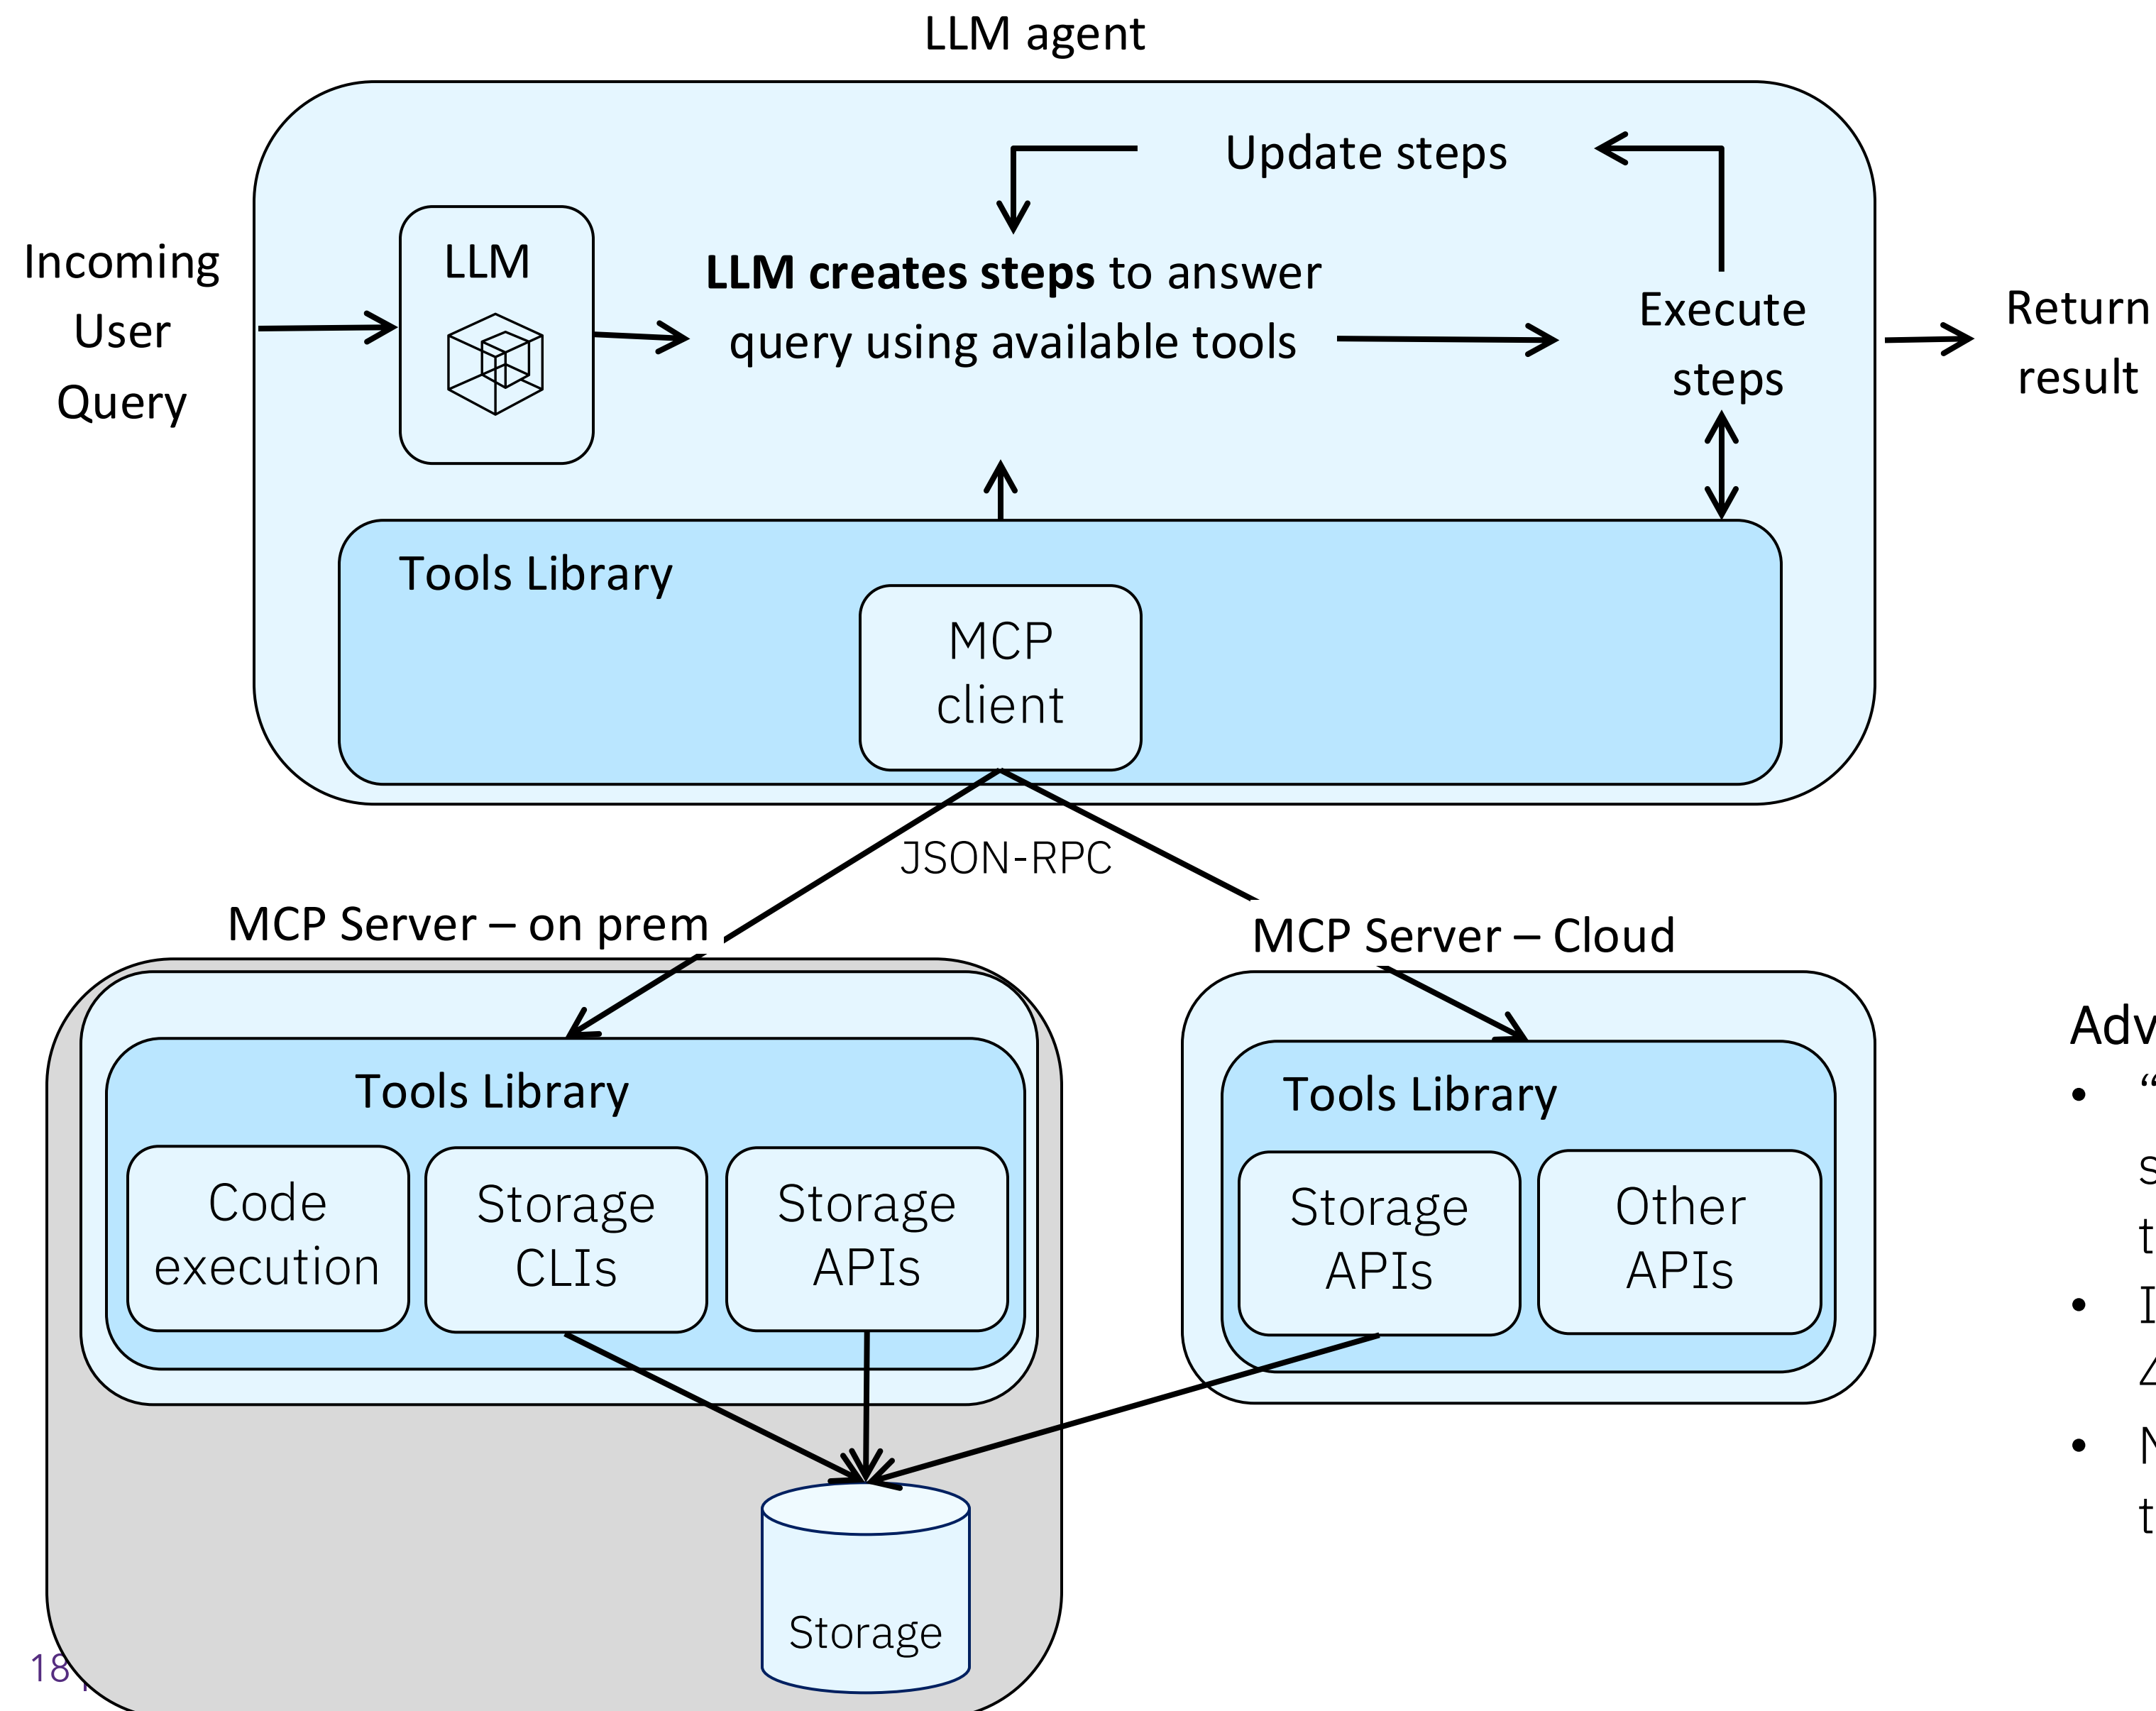 LLM agent
Update steps
Incoming
User
Query
LLM
LLM creates steps to answer
query using available tools
Execute
steps
Return
result
Tools Library
MCP
client
JSON-RPC
MCP Server – on prem
MCP Server – Cloud
Tools Library
Code
execution
Storage
CLIs
Storage
APIs
Tools Library
Storage
APIs
Other
APIs
Storage
18